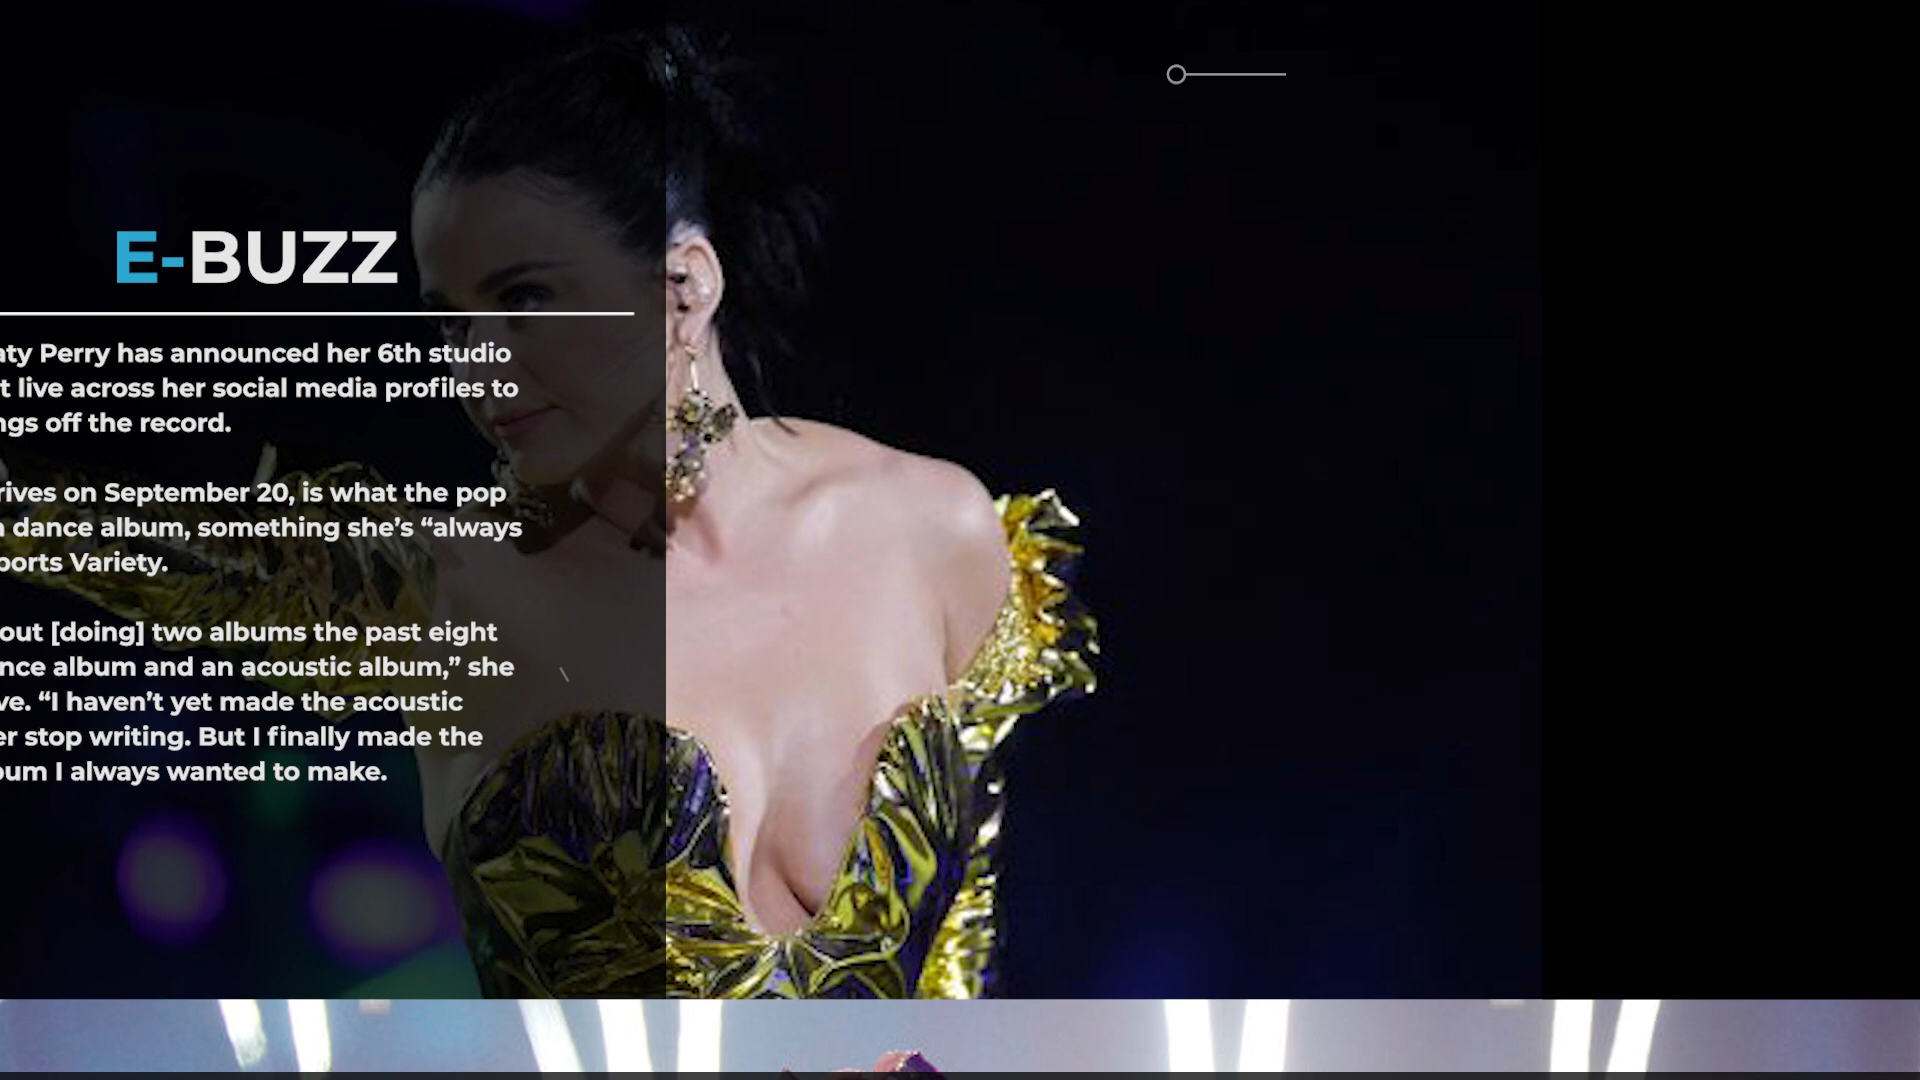 E-BUZZ
aty Perry has announced her 6th studio
t live across her social media profiles to
ngs off the record.
rives on September 20, is what the pop
dance album, something she’s “always
ports Variety.
out [doing] two albums the past eight
nce album and an acoustic album,” she
ve. “I haven’t yet made the acoustic
er stop writing. But I finally made the
bum I always wanted to make.